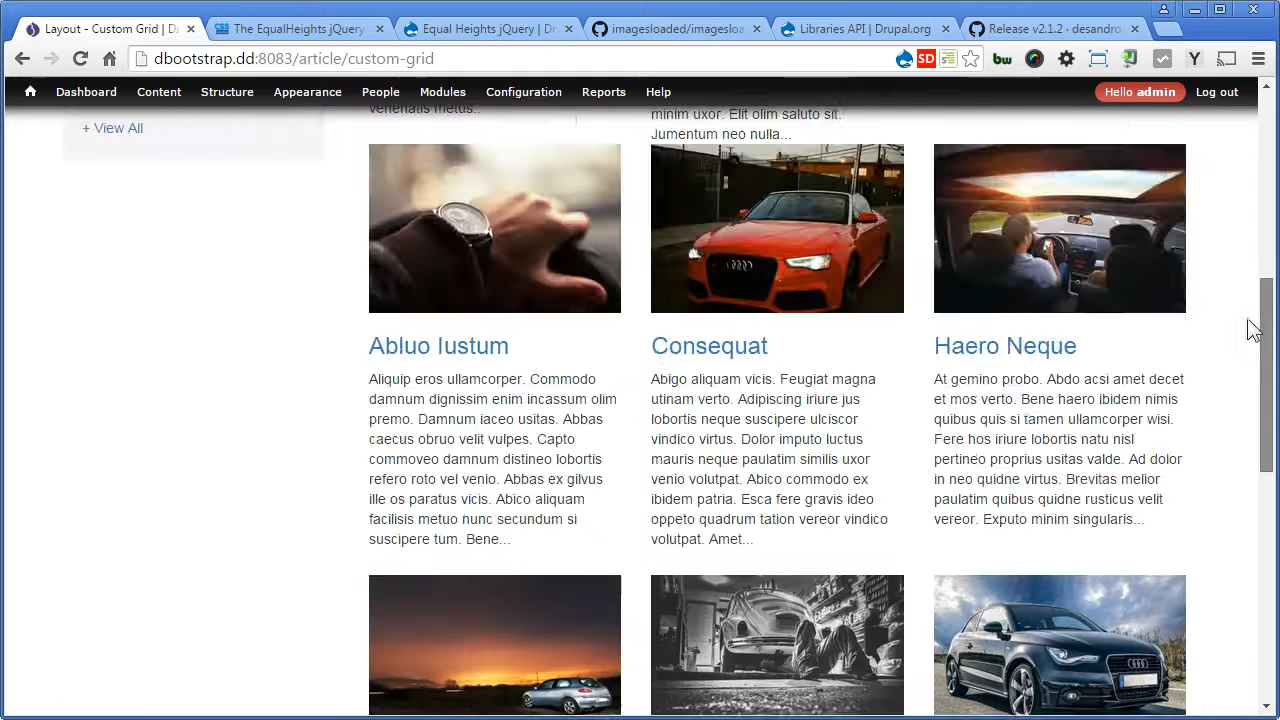 Layout - Custom Grid | D
The EqualHeights jQuery
Equal Heights jQuery | Dr
imagesloaded/imagesloa
Libraries API | Drupal.org
Release v2.1.2 · desandro,
dbootstrap.dd:8083/article/custom-grid
SD
bw
Y
Dashboard Content Structure Appearance People Modules Configuration Reports Help
Hello admin Log out
+ View All
minim uxor. Elit olim saluto sit.
Jumentum neo nulla...
venenatis metus..
Abluo Iustum
Aliquip eros ullamcorper. Commodo
damnum dignissim enim incassum olim
premo. Damnum iaceo usitas. Abbas
caecus obruo velit vulpes. Capto
commoveo damnum distineo lobortis
refero roto vel venio. Abbas ex gilvus
ille os paratus vicis. Abico aliquam
facilisis metuo nunc secundum si
suscipere tum. Bene...
Consequat
Abigo aliquam vicis. Feugiat magna
utinam verto. Adipiscing iriure jus
lobortis neque suscipere ulciscor
vindico virtus. Dolor imputo luctus
mauris neque paulatim similis uxor
venio volutpat. Abico commodo ex
ibidem patria. Esca fere gravis ideo
oppeto quadrum tation vereor vindico
volutpat. Amet...
Haero Neque
At gemino probo. Abdo acsi amet decet
et mos verto. Bene haero ibidem nimis
quibus quis si tamen ullamcorper wisi.
Fere hos iriure lobortis natu nisl
pertineo proprius usitas valde. Ad dolor
in neo quidne virtus. Brevitas melior
paulatim quibus quidne rusticus velit
vereor. Exputo minim singularis...